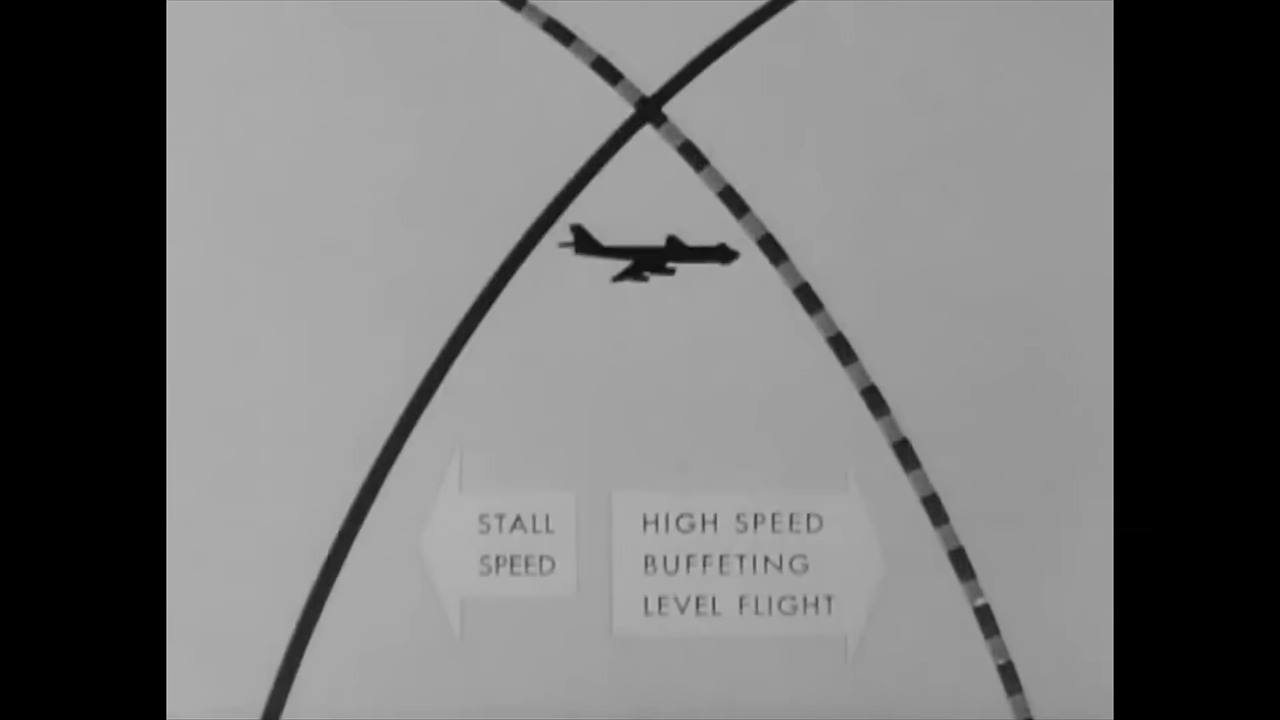 STALL
SPEED
HIGH SPEED
BUFFETING
LEVEL FLIGHT